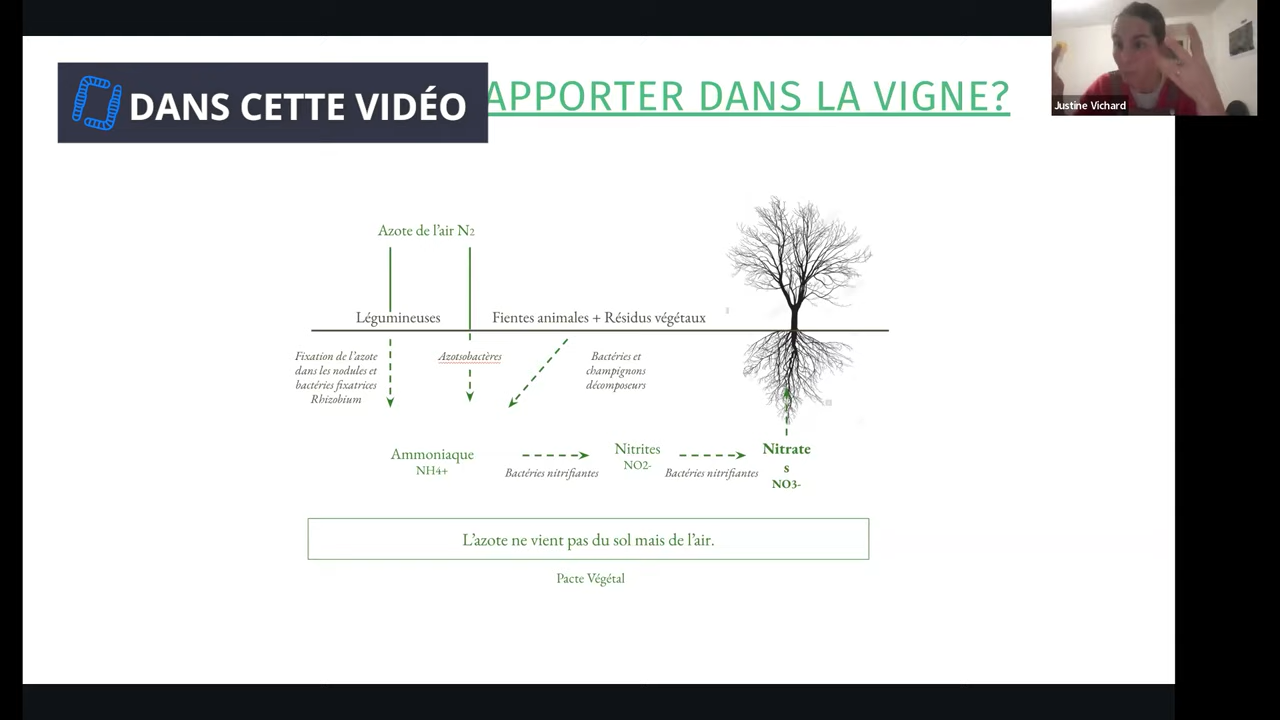 DANS CETTE VIDÉO
APPORTER DANS LA VIGNE?
Justine Vichard
Azote de l'air N2
Légumineuses
Fientes animales + Résidus végétaux
Fixation de l'azote
dans les nodules et
bactéries fixatrices
Rhizobium
Azotsobactères
Bactéries et
champignons
décomposeurs
Ammoniaque
NH4+
Bactéries nitrifiantes
Nitrites
NO2-
Bactéries nitrifiantes
Nitrate
s
NO3-
L'azote ne vient pas du sol mais de l'air.
Pacte Végétal